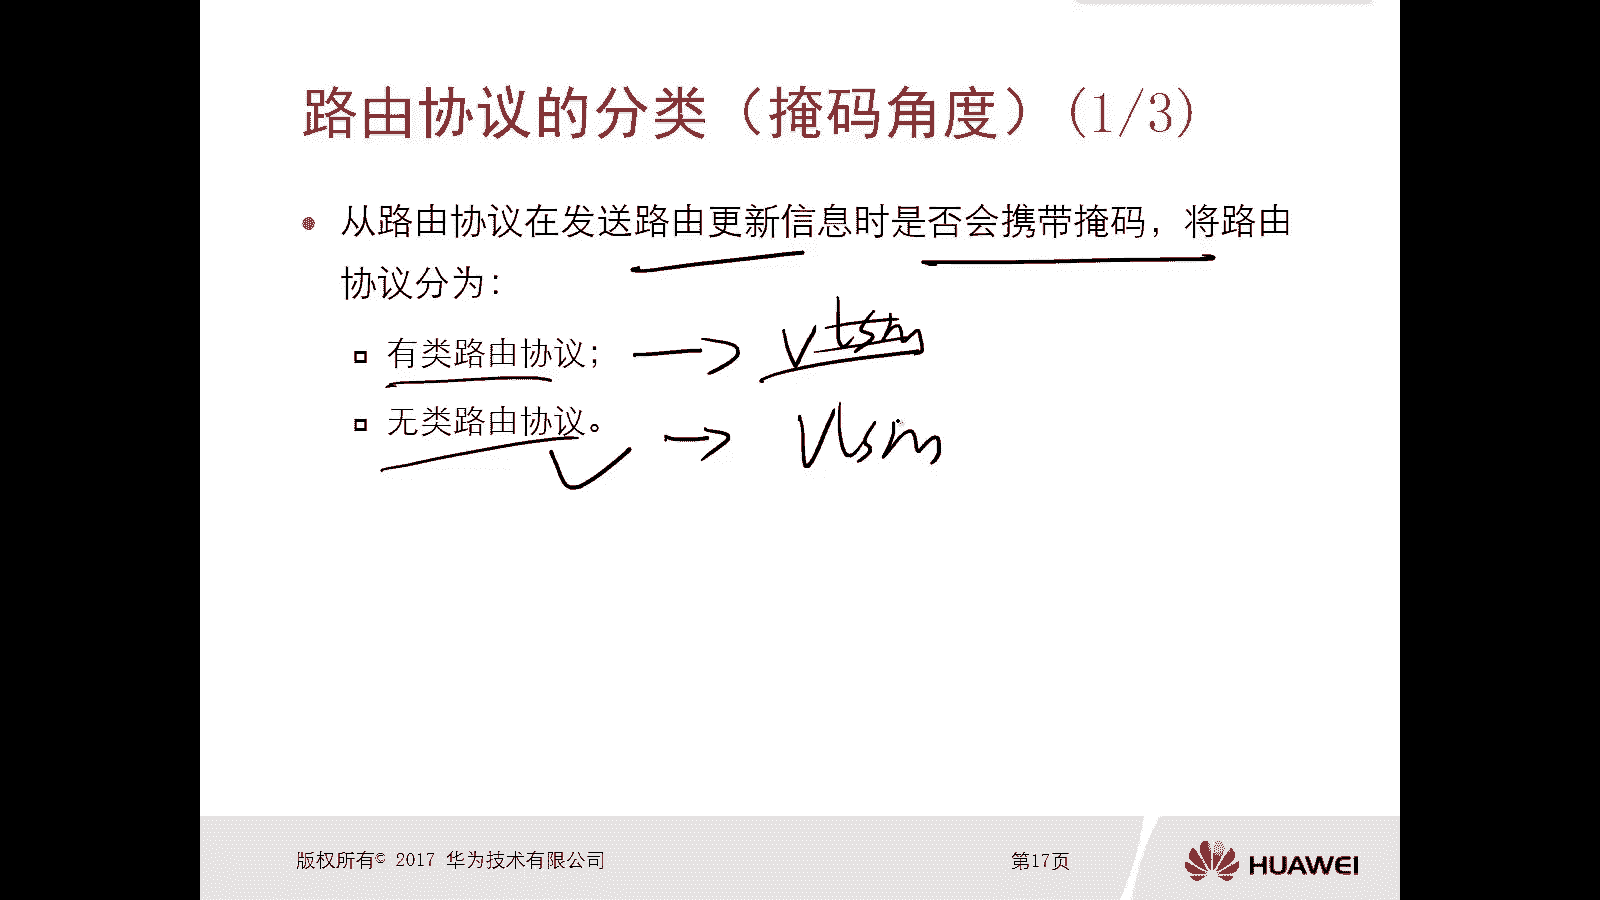 路由协议的分类（掩码角度）(1/3)
从路由协议在发送路由更新信息时是否会携带掩码，将路由
协议分为：
有类路由协议； vlsm
无类路由协议。 Vlsm
版权所有© 2017 华为技术有限公司 第17页 HUAWEI